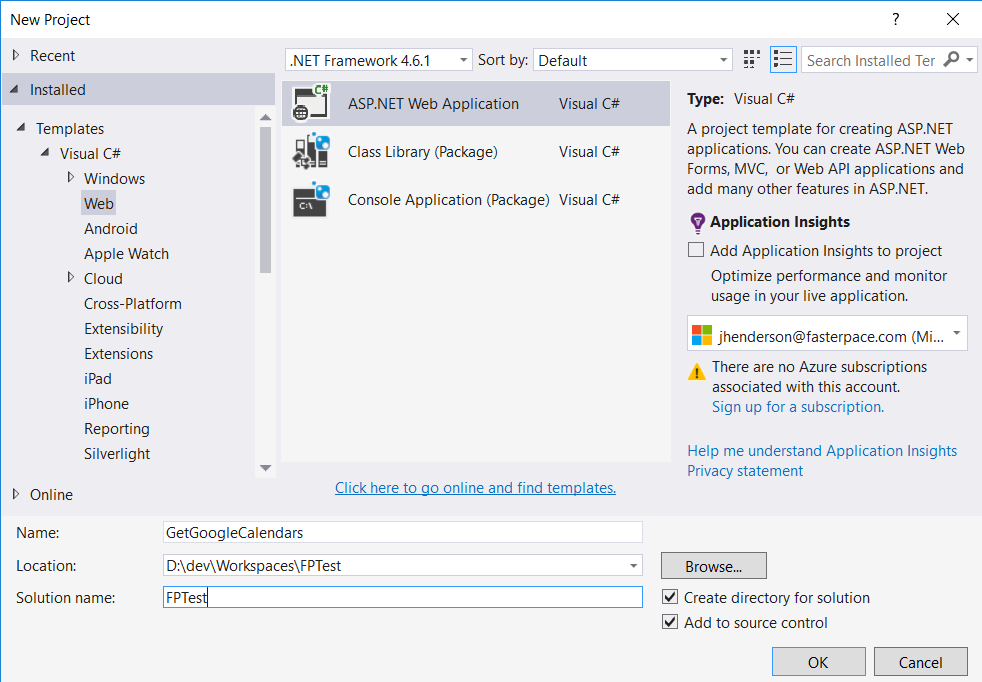 New Project
?
Recent
.NET Framework 4.6.1
Sort by:
Default
Search Installed Ter
Installed
Templates
Visual C#
Windows
Web
Android
Apple Watch
Cloud
Cross-Platform
Extensibility
Extensions
iPad
iPhone
Reporting
Silverlight
Online
C#
ASP.NET Web Application Visual C#
Class Library (Package) Visual C#
C:\
Console Application (Package) Visual C#
Click here to go online and find templates.
Type: Visual C#
A project template for creating ASP.NET
applications. You can create ASP.NET Web
Forms, MVC, or Web API applications and
add many other features in ASP.NET.
Application Insights
Add Application Insights to project
Optimize performance and monitor
usage in your live application.
jhenderson@fasterpace.com (Mi...
There are no Azure subscriptions
associated with this account.
Sign up for a subscription.
Help me understand Application Insights
Privacy statement
Name: GetGoogleCalendars
Location: D:\dev\Workspaces\FPTest
Browse...
Solution name: FPTest
Create directory for solution
Add to source control
OK
Cancel